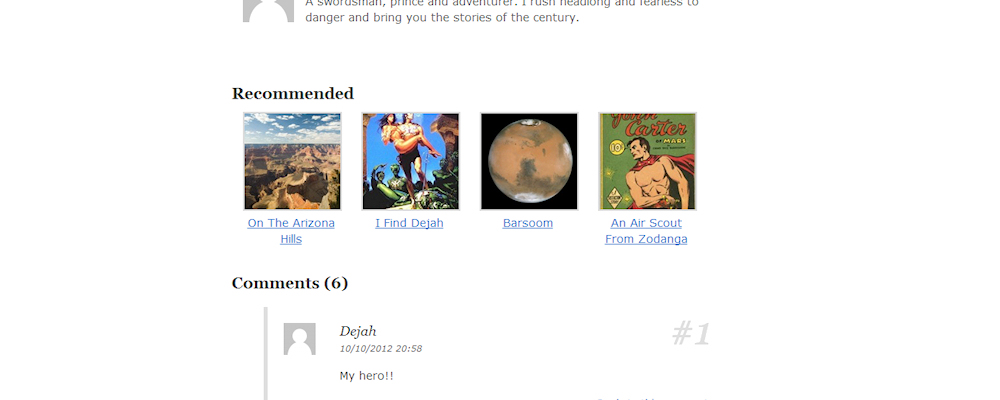 A swordsman, prince and adventurer. I rush headlong and fearless to
danger and bring you the stories of the century.
Recommended
John
Carter
OF MARS
10¢
On The Arizona
Hills
I Find Dejah
Barsoom
An Air Scout
From Zodanga
Comments (6)
Dejah
#1
10/10/2012 20:58
My hero!!